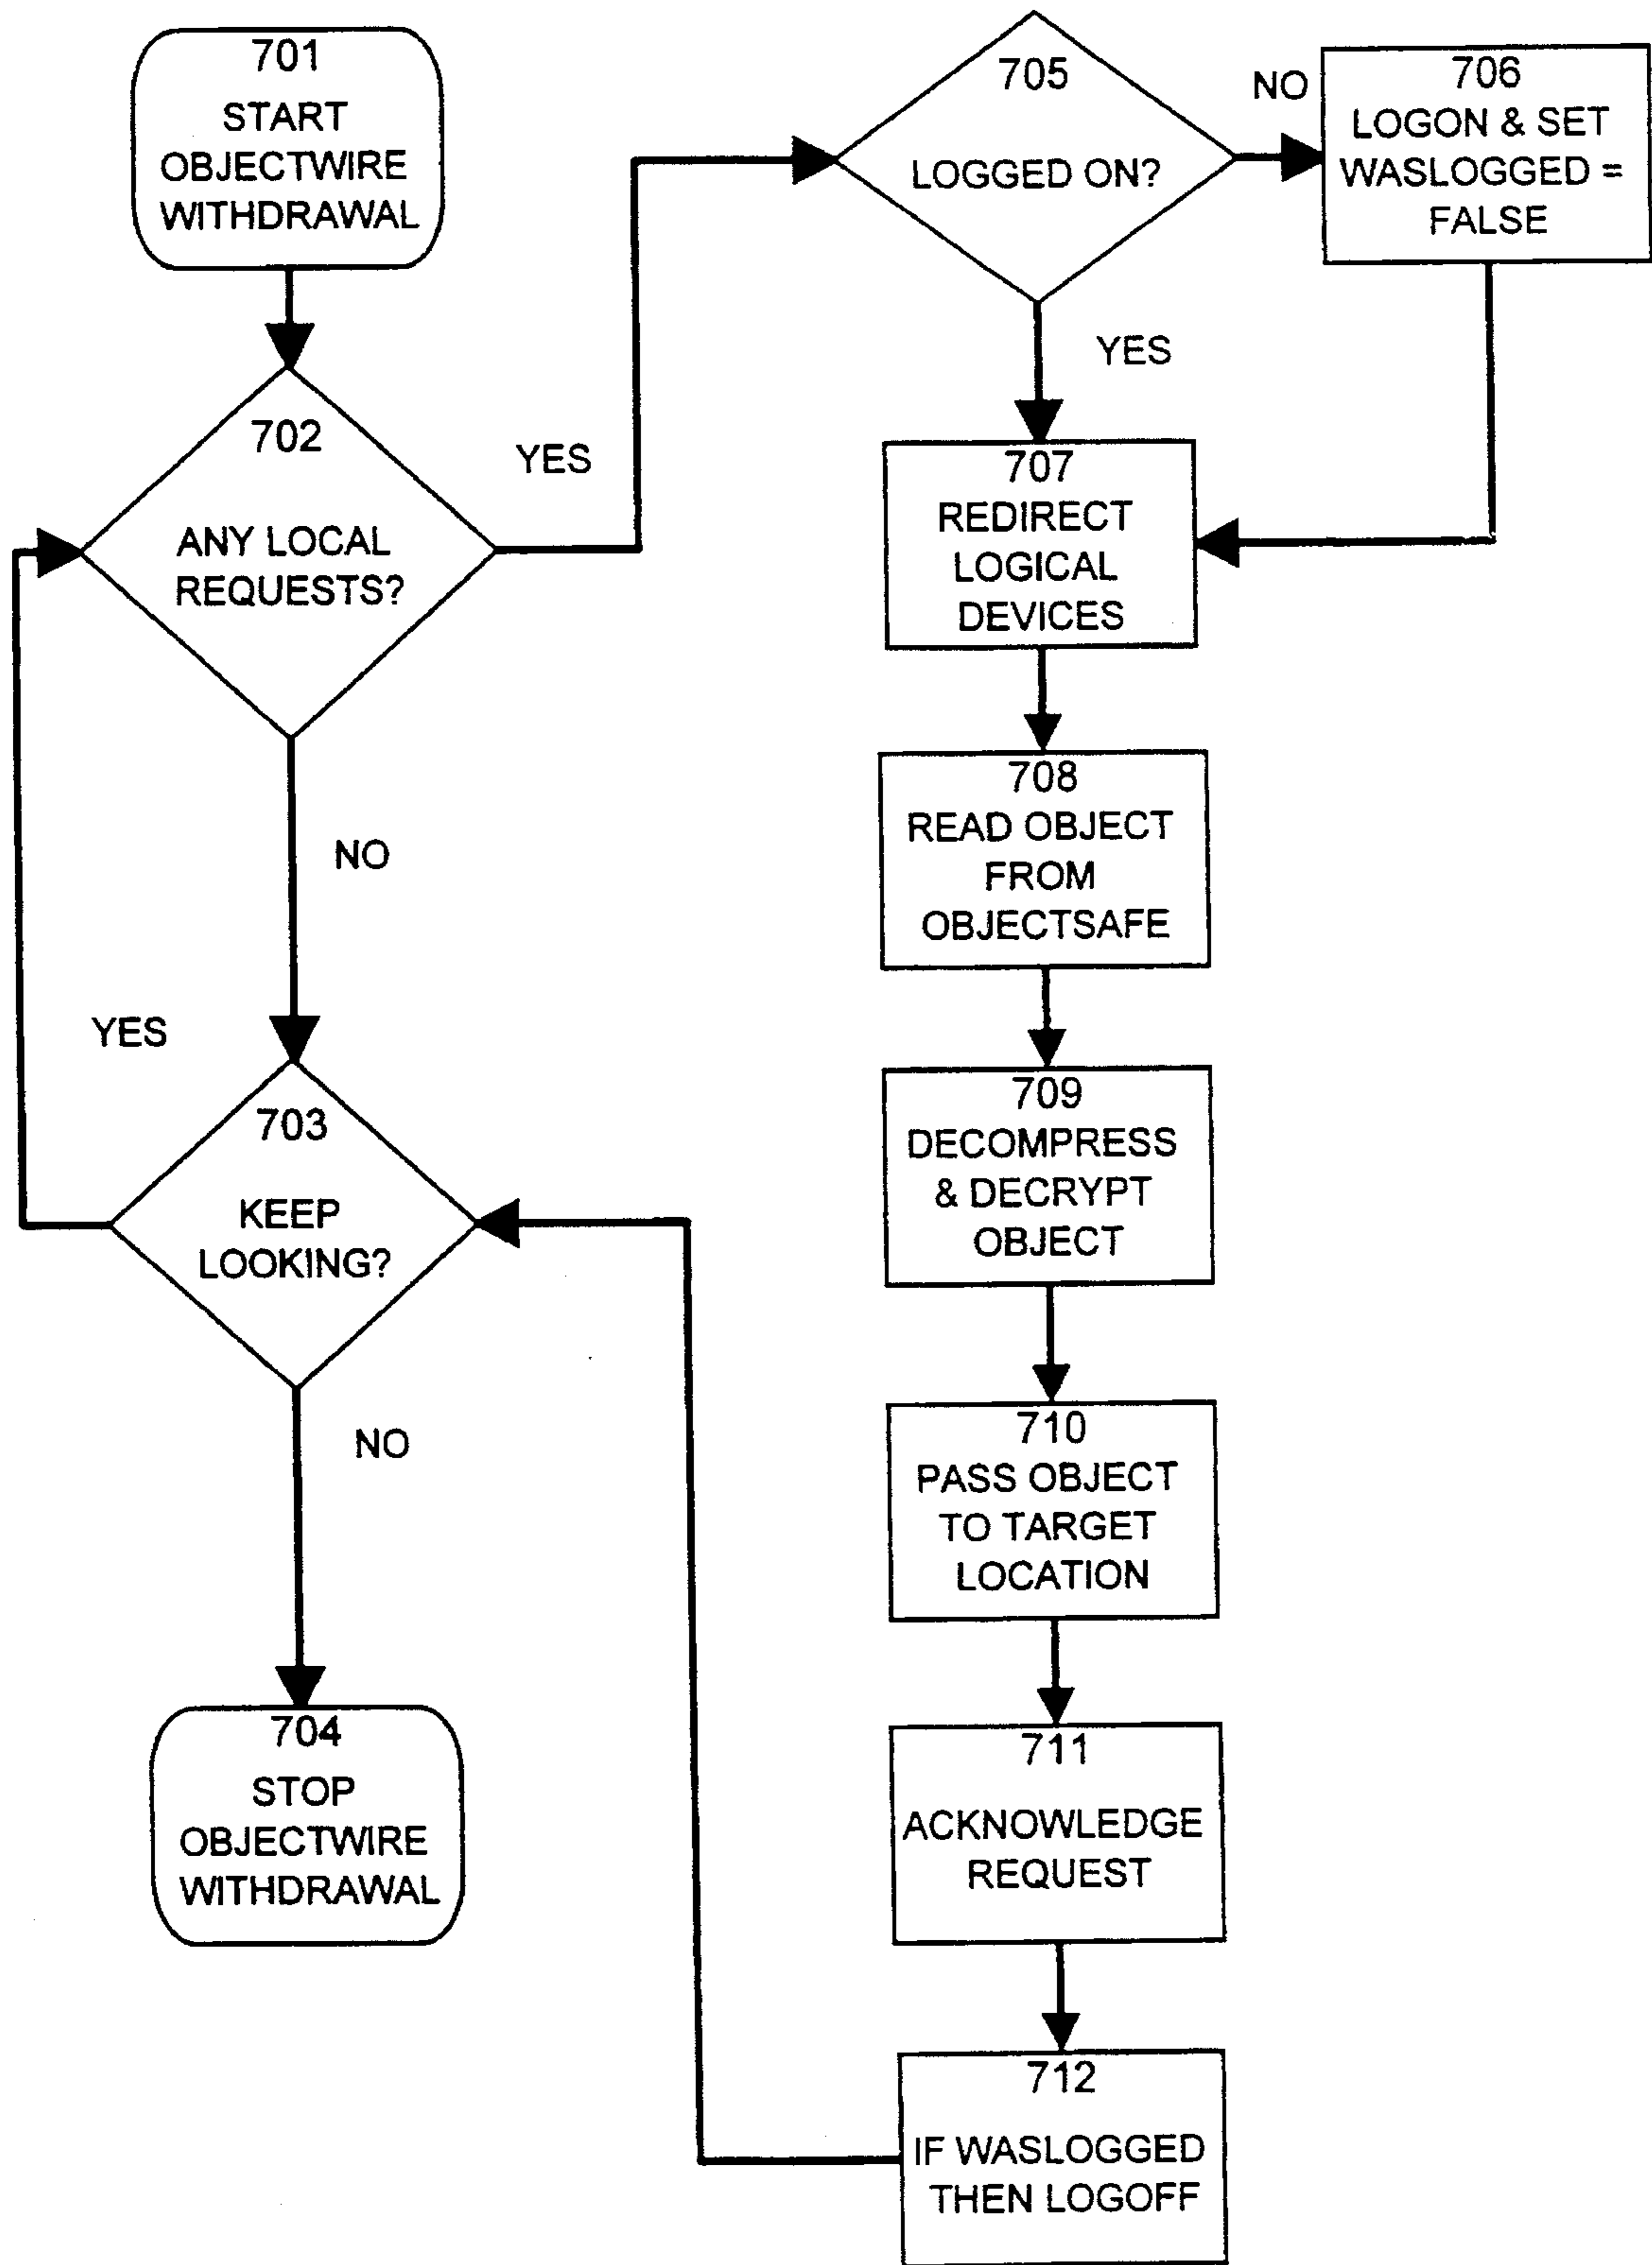 701
START
OBJECTWIRE
WITHDRAWAL
702
ANY LOCAL
REQUESTS?
YES
NO
703
KEEP
LOOKING?
YES
NO
704
STOP
OBJECTWIRE
WITHDRAWAL
705
LOGGED ON?
NO
YES
706
LOGON & SET
WASLOGGED =
FALSE
707
REDIRECT
LOGICAL
DEVICES
708
READ OBJECT
FROM
OBJECTSAFE
709
DECOMPRESS
& DECRYPT
OBJECT
710
PASS OBJECT
TO TARGET
LOCATION
711
ACKNOWLEDGE
REQUEST
712
IF WASLOGGED
THEN LOGOFF